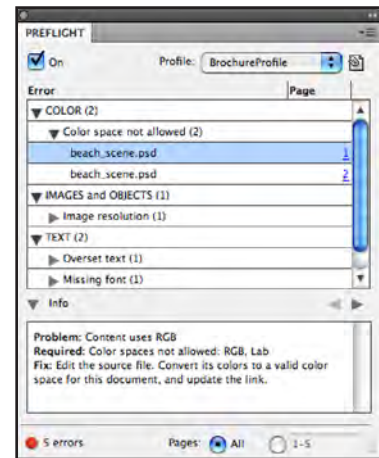 PREFLIGHT
On Profile: BrochureProfile
Error Page
COLOR (2)
Color space not allowed (2)
beach_scene.psd 1
beach_scene.psd 2
IMAGES and OBJECTS (1)
Image resolution (1)
TEXT (2)
Overset text (1)
Missing font (1)
Info
Problem: Content uses RGB
Required: Color spaces not allowed: RGB, Lab
Fix: Edit the source file. Convert its colors to a valid color
space for this document, and update the link.
5 errors Pages: All 1-5